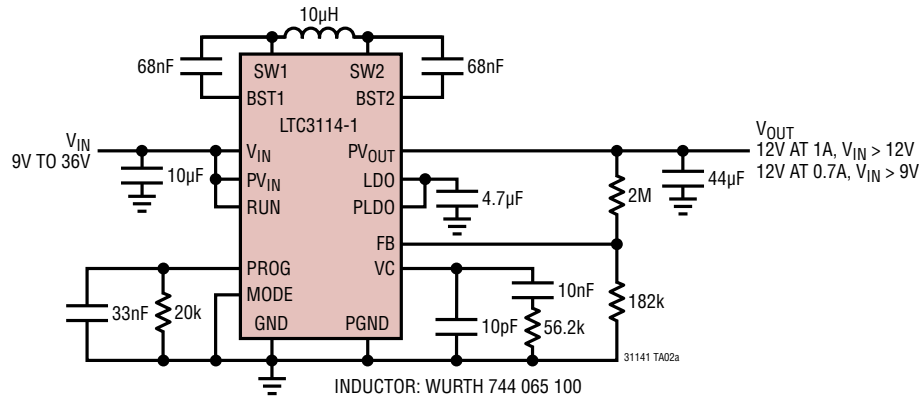 10µH
68nF
SW1
SW2
68nF
BST1
BST2
LTC3114-1
VIN
9V TO 36V
VIN
PVOUT
VOUT
12V AT 1A, VIN > 12V
12V AT 0.7A, VIN > 9V
10µF
PVIN
LDO
4.7µF
2M
44µF
RUN
PLDO
FB
PROG
VC
MODE
10nF
33nF
20k
182k
GND
PGND
10pF
56.2k
31141 TA02a
INDUCTOR: WURTH 744 065 100